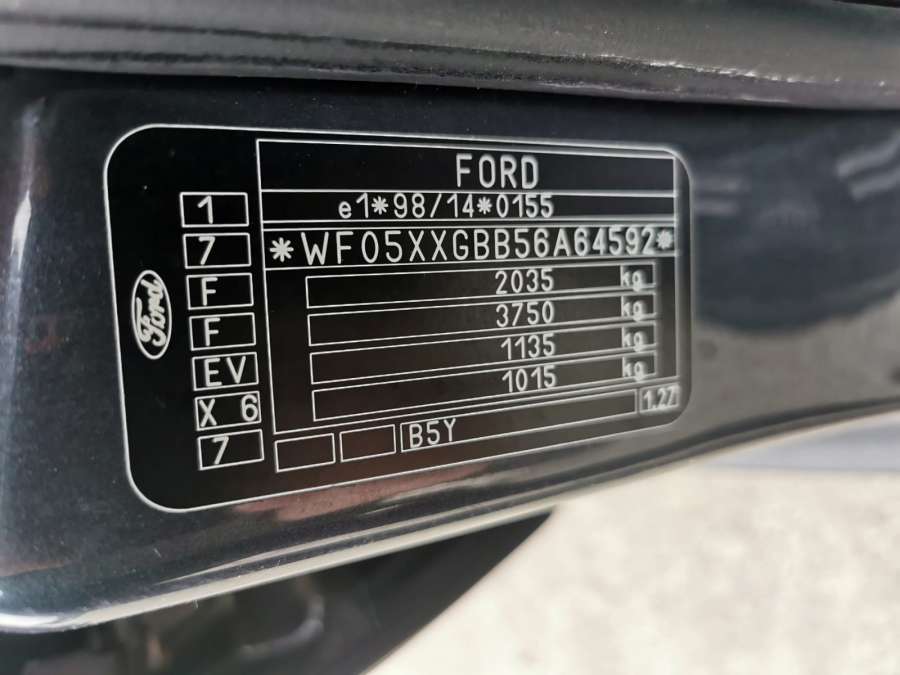 FORD
e1*98/14*0155
*WF05XXGBB56A64592*
2035 kg
3750 kg
1135 kg
1015 kg
B5Y
1.27
1
7
F
F
EV
X 6
7
Ford